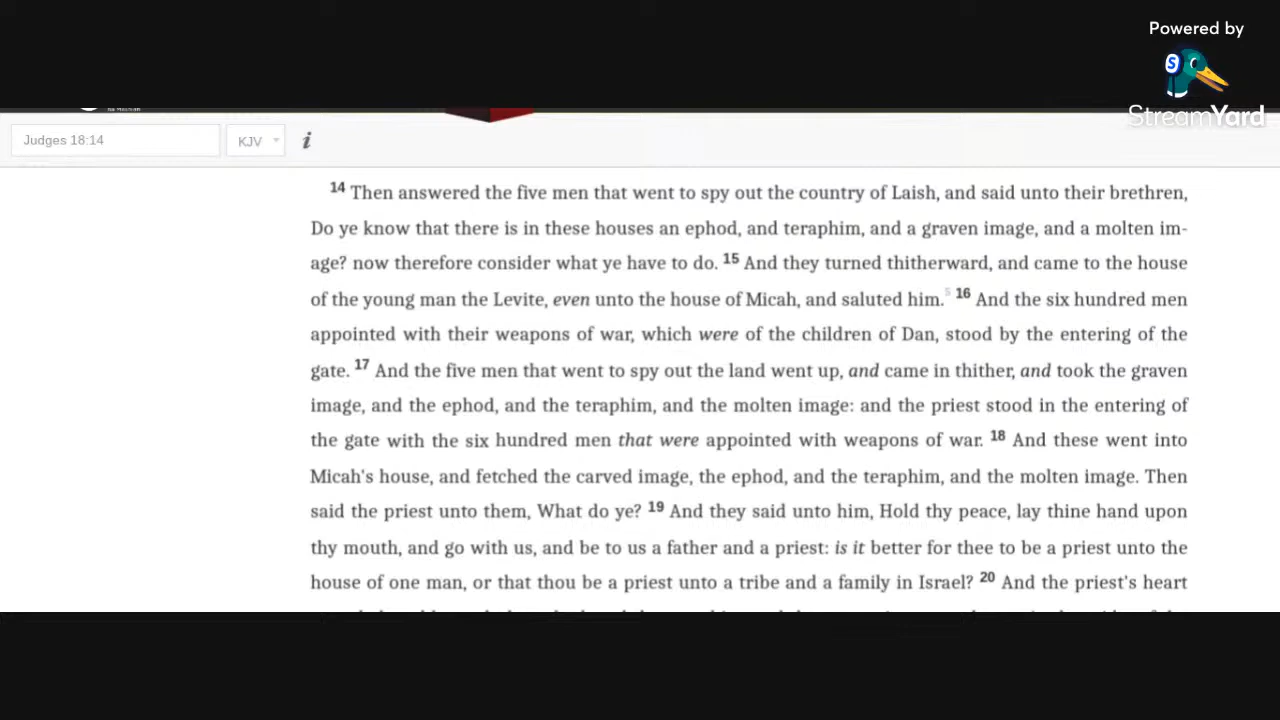 Powered by
StreamYard
Judges 18:14
KJV
i
14 Then answered the five men that went to spy out the country of Laish, and said unto their brethren,
Do ye know that there is in these houses an ephod, and teraphim, and a graven image, and a molten im-
age? now therefore consider what ye have to do. 15 And they turned thitherward, and came to the house
of the young man the Levite, even unto the house of Micah, and saluted him.5 16 And the six hundred men
appointed with their weapons of war, which were of the children of Dan, stood by the entering of the
gate. 17 And the five men that went to spy out the land went up, and came in thither, and took the graven
image, and the ephod, and the teraphim, and the molten image: and the priest stood in the entering of
the gate with the six hundred men that were appointed with weapons of war. 18 And these went into
Micah's house, and fetched the carved image, the ephod, and the teraphim, and the molten image. Then
said the priest unto them, What do ye? 19 And they said unto him, Hold thy peace, lay thine hand upon
thy mouth, and go with us, and be to us a father and a priest: is it better for thee to be a priest unto the
house of one man, or that thou be a priest unto a tribe and a family in Israel? 20 And the priest's heart